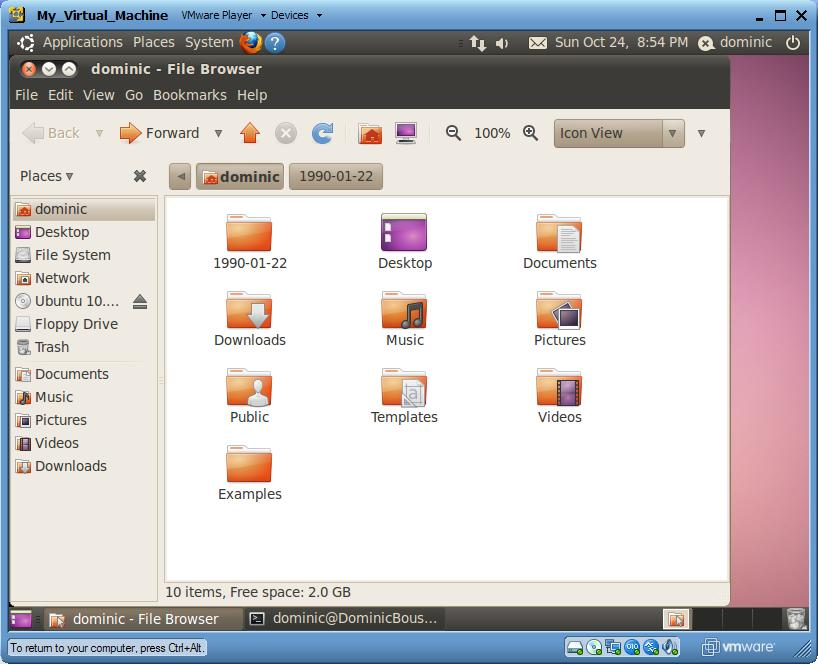 My_Virtual_Machine VMware Player Devices
Applications Places System ? Sun Oct 24, 8:54 PM dominic
dominic - File Browser
File Edit View Go Bookmarks Help
Back Forward 100% Icon View
Places dominic 1990-01-22
dominic
Desktop
File System
Network
Ubuntu 10....
Floppy Drive
Trash
Documents
Music
Pictures
Videos
Downloads
1990-01-22 Desktop Documents
Downloads Music Pictures
Public Templates Videos
Examples
10 items, Free space: 2.0 GB
dominic - File Browser dominic@DominicBous...
To return to your computer, press Ctrl+Alt. vmware